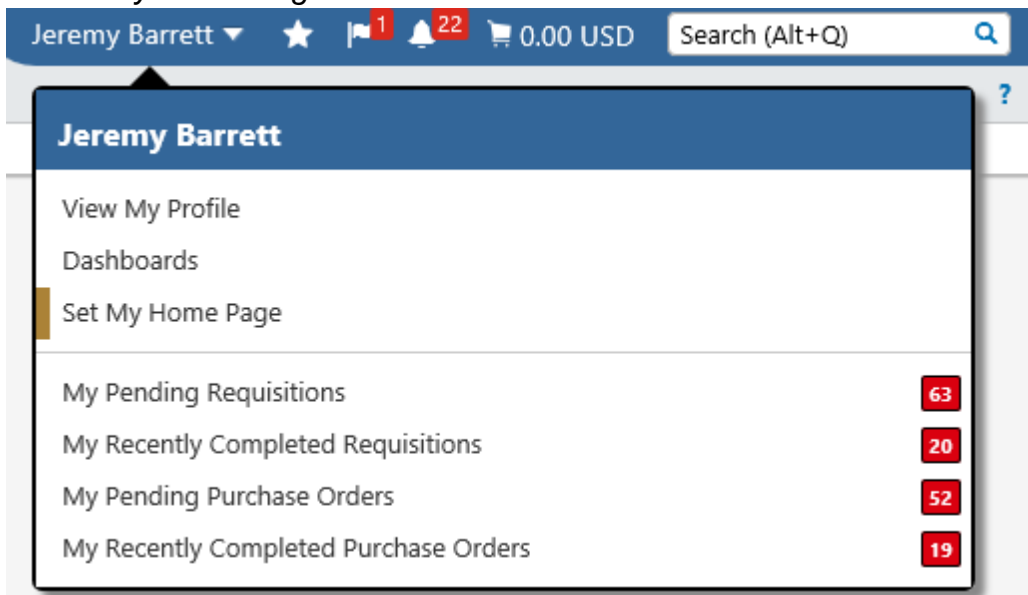 Jeremy Barrett 1 22 0.00 USD Search (Alt+Q)
?
Jeremy Barrett
View My Profile
Dashboards
Set My Home Page
My Pending Requisitions 63
My Recently Completed Requisitions 20
My Pending Purchase Orders 52
My Recently Completed Purchase Orders 19